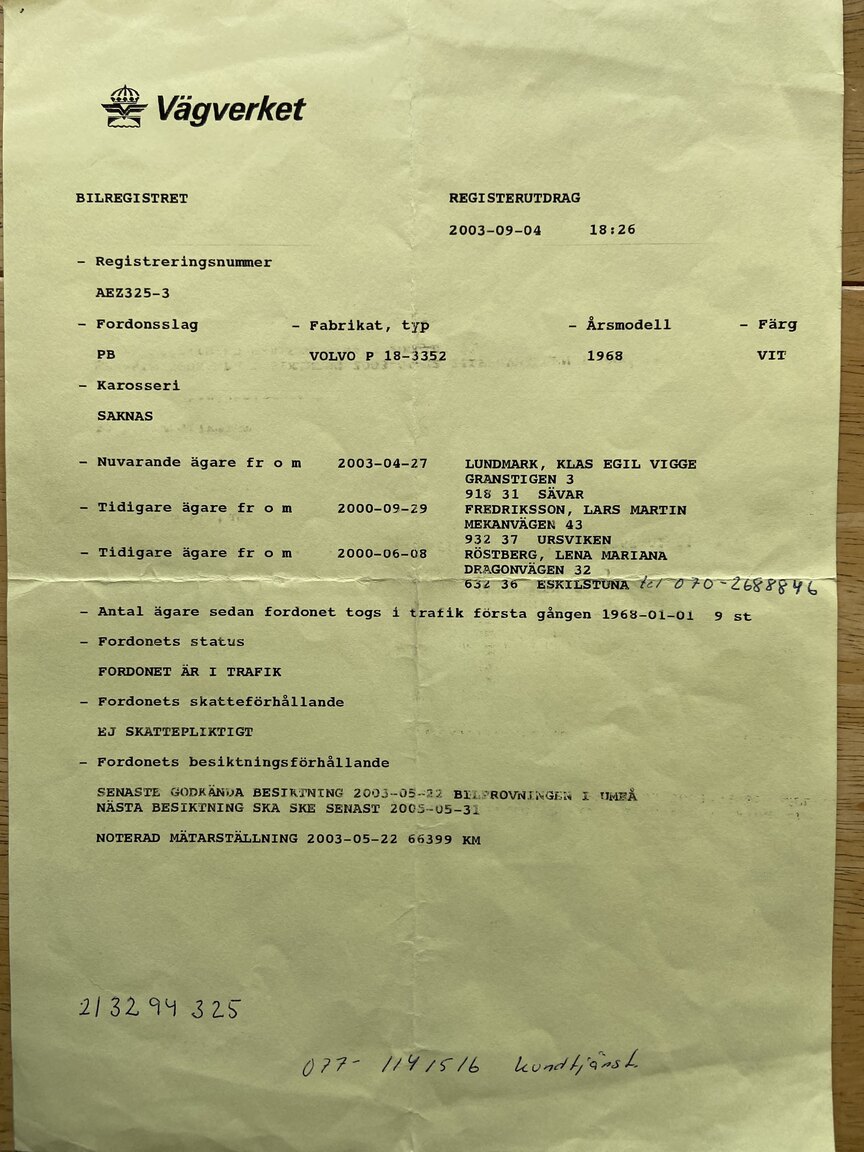 Vägverket
BILREGISTRET REGISTERUTDRAG
2003-09-04 18:26
- Registreringsnummer
AEZ325-3
- Fordonsslag - Fabrikat, typ - Årsmodell - Färg
PB VOLVO P 18-3352 1968 VIT
- Karosseri
SAKNAS
- Nuvarande ägare fr o m 2003-04-27 LUNDMARK, KLAS EGIL VIGGE
GRANSTIGEN 3
918 31 SÄVAR
- Tidigare ägare fr o m 2000-09-29 FREDRIKSSON, LARS MARTIN
MEKANVÄGEN 43
932 37 URSVIKEN
- Tidigare ägare fr o m 2000-06-08 RÖSTBERG, LENA MARIANA
DRAGONVÄGEN 32
632 36 ESKILSTUNA tel 070-2688846
- Antal ägare sedan fordonet togs i trafik första gången 1968-01-01 9 st
- Fordonets status
FORDONET ÄR I TRAFIK
- Fordonets skatteförhållande
EJ SKATTEPLIKTIGT
- Fordonets besiktningsförhållande
SENASTE GODKÄNDA BESIKTNING 2003-05-22 BILPROVNINGEN I UMEÅ
NÄSTA BESIKTNING SKA SKE SENAST 2005-05-31
NOTERAD MÄTARSTÄLLNING 2003-05-22 66399 KM
213294325
077-1141516 kundtjänst